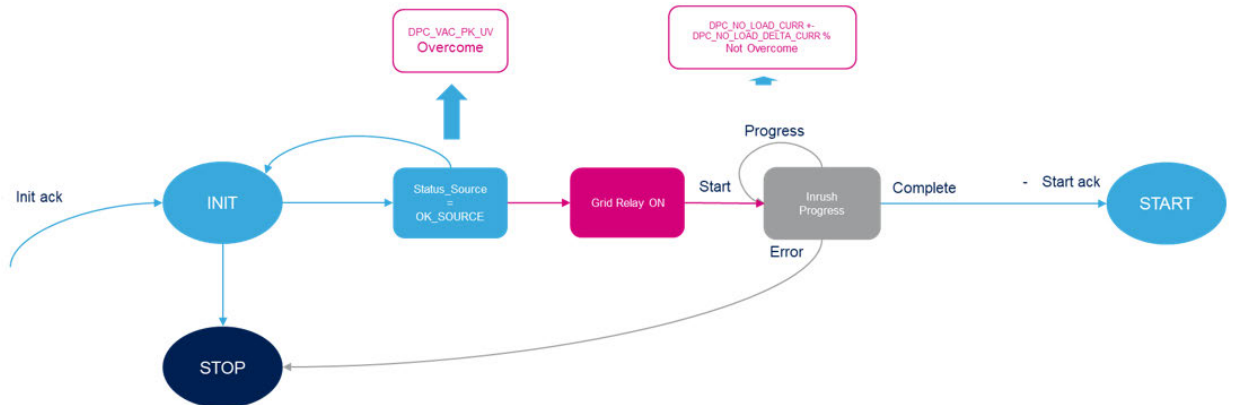 DPC_VAC_PK_UV
Overcome
DPC_NO_LOAD_CURR +-
DPC_NO_LOAD_DELTA_CURR %
Not Overcome
Progress
Init ack
INIT
Status_Source
=
OK_SOURCE
Grid Relay ON
Start
Inrush
Progress
Complete
- Start ack
START
Error
STOP